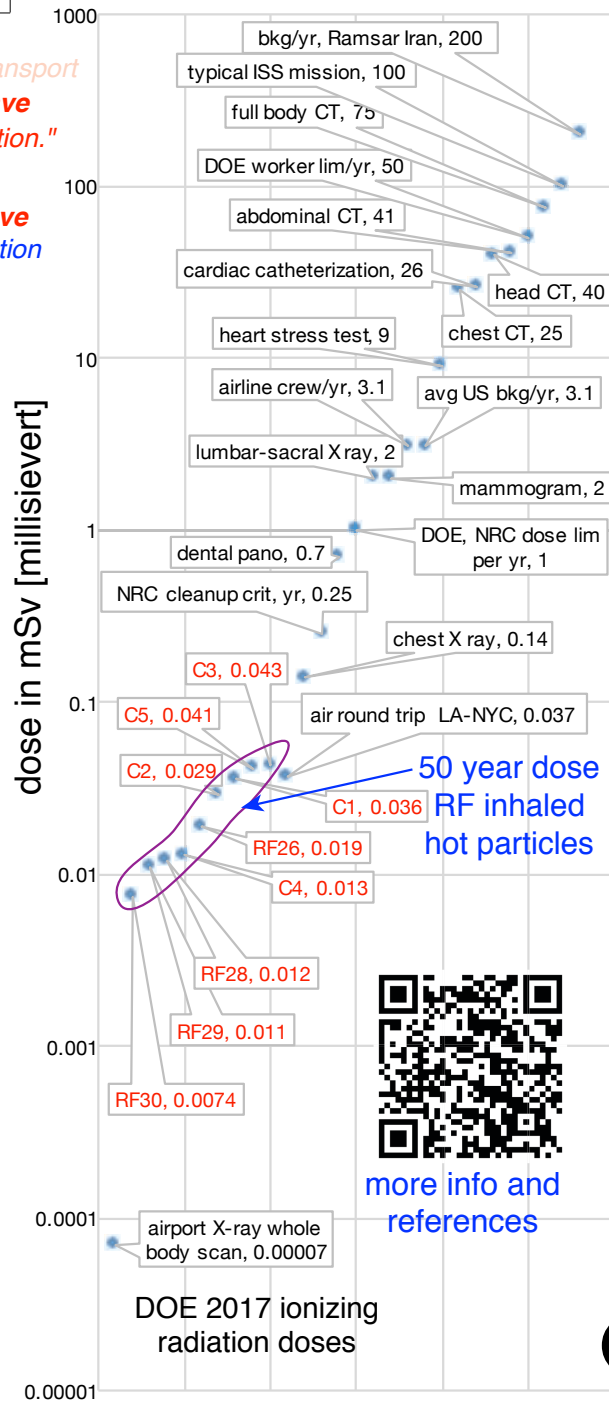 1000
ansport
ve
tion."
ve
tion
bkg/yr, Ramsar Iran, 200
typical ISS mission, 100
full body CT, 75
100
DOE worker lim/yr, 50
abdominal CT, 41
cardiac catheterization, 26
head CT, 40
chest CT, 25
heart stress test, 9
10
airline crew/yr, 3.1
avg US bkg/yr, 3.1
lumbar-sacral X ray, 2
mammogram, 2
dose in mSv [millisievert]
1
DOE, NRC dose lim
per yr, 1
dental pano, 0.7
NRC cleanup crit, yr, 0.25
chest X ray, 0.14
C3, 0.043
0.1
C5, 0.041
air round trip LA-NYC, 0.037
C2, 0.029
50 year dose
RF inhaled
hot particles
C1, 0.036
RF26, 0.019
0.01
C4, 0.013
RF28, 0.012
RF29, 0.011
0.001
RF30, 0.0074
more info and
references
0.0001
airport X-ray whole
body scan, 0.00007
DOE 2017 ionizing
radiation doses
0.00001